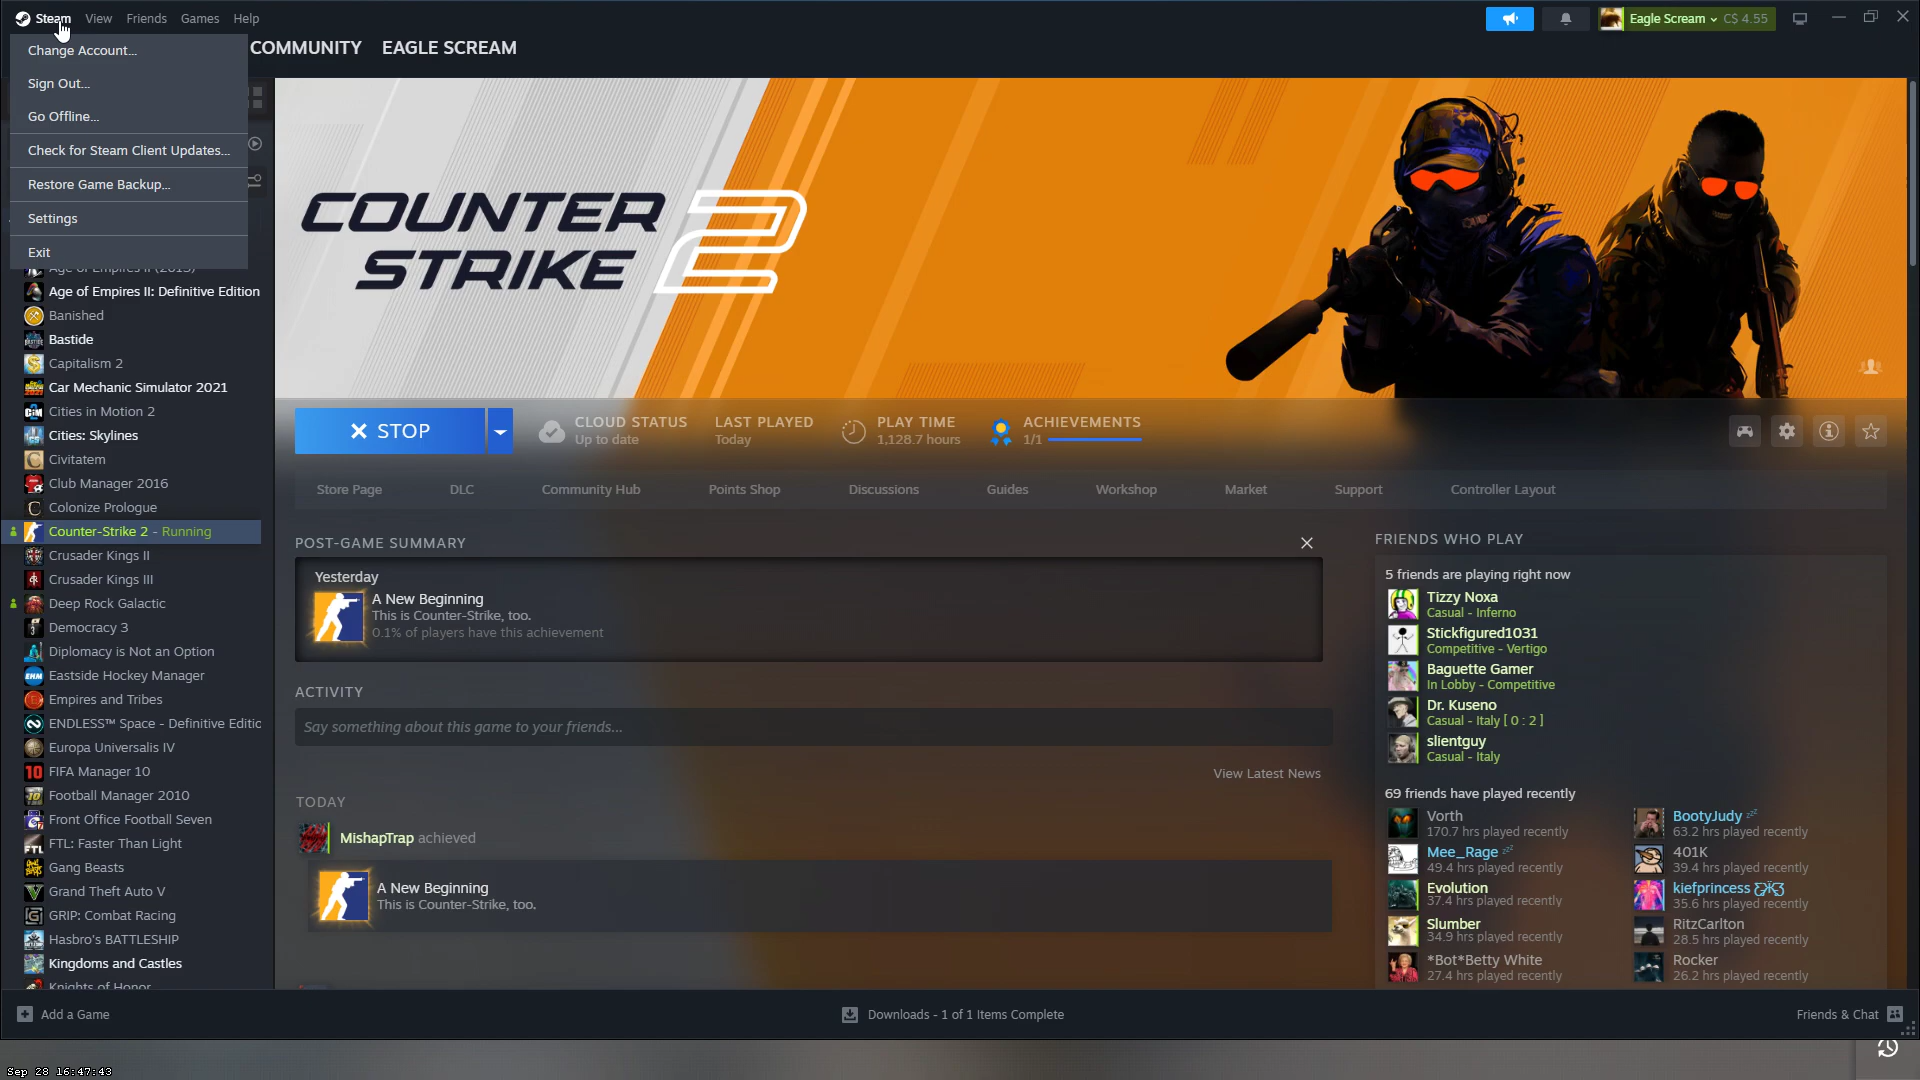 Steam View Friends Games Help
Eagle Scream C$ 4.55
COMMUNITY EAGLE SCREAM
Change Account...
Sign Out...
Go Offline...
Check for Steam Client Updates...
Restore Game Backup...
Settings
Exit
COUNTER
STRIKE 2
Age of Empires II (2013)
Age of Empires II: Definitive Edition
Banished
Bastide
Capitalism 2
Car Mechanic Simulator 2021
Cities in Motion 2
Cities: Skylines
Civitatem
Club Manager 2016
Colonize Prologue
Counter-Strike 2 - Running
Crusader Kings II
Crusader Kings III
Deep Rock Galactic
Democracy 3
Diplomacy is Not an Option
Eastside Hockey Manager
Empires and Tribes
ENDLESS™ Space - Definitive Editic
Europa Universalis IV
FIFA Manager 10
Football Manager 2010
Front Office Football Seven
FTL: Faster Than Light
Gang Beasts
Grand Theft Auto V
GRIP: Combat Racing
Hasbro's BATTLESHIP
Kingdoms and Castles
Knights of Honor
STOP
CLOUD STATUS
Up to date
LAST PLAYED
Today
PLAY TIME
1,128.7 hours
ACHIEVEMENTS
1/1
Store Page DLC Community Hub Points Shop Discussions Guides Workshop Market Support Controller Layout
POST-GAME SUMMARY
Yesterday
A New Beginning
This is Counter-Strike, too.
0.1% of players have this achievement
ACTIVITY
Say something about this game to your friends...
View Latest News
TODAY
MishapTrap achieved
A New Beginning
This is Counter-Strike, too.
FRIENDS WHO PLAY
5 friends are playing right now
Tizzy Noxa
Casual - Inferno
Stickfigured1031
Competitive - Vertigo
Baguette Gamer
In Lobby - Competitive
Dr. Kuseno
Casual - Italy [ 0 : 2 ]
slientguy
Casual - Italy
69 friends have played recently
Vorth
170.7 hrs played recently
BootyJudy zzz
63.2 hrs played recently
Mee_Rage zzz
49.4 hrs played recently
401K
39.4 hrs played recently
Evolution
37.4 hrs played recently
kiefprincess Ƹ̵̡Ӝ̵̨̄Ʒ
35.6 hrs played recently
Slumber
34.9 hrs played recently
RitzCarlton
28.5 hrs played recently
*Bot*Betty White
27.4 hrs played recently
Rocker
26.2 hrs played recently
Add a Game
Downloads - 1 of 1 Items Complete
Friends & Chat
Sep 28 16:47:43